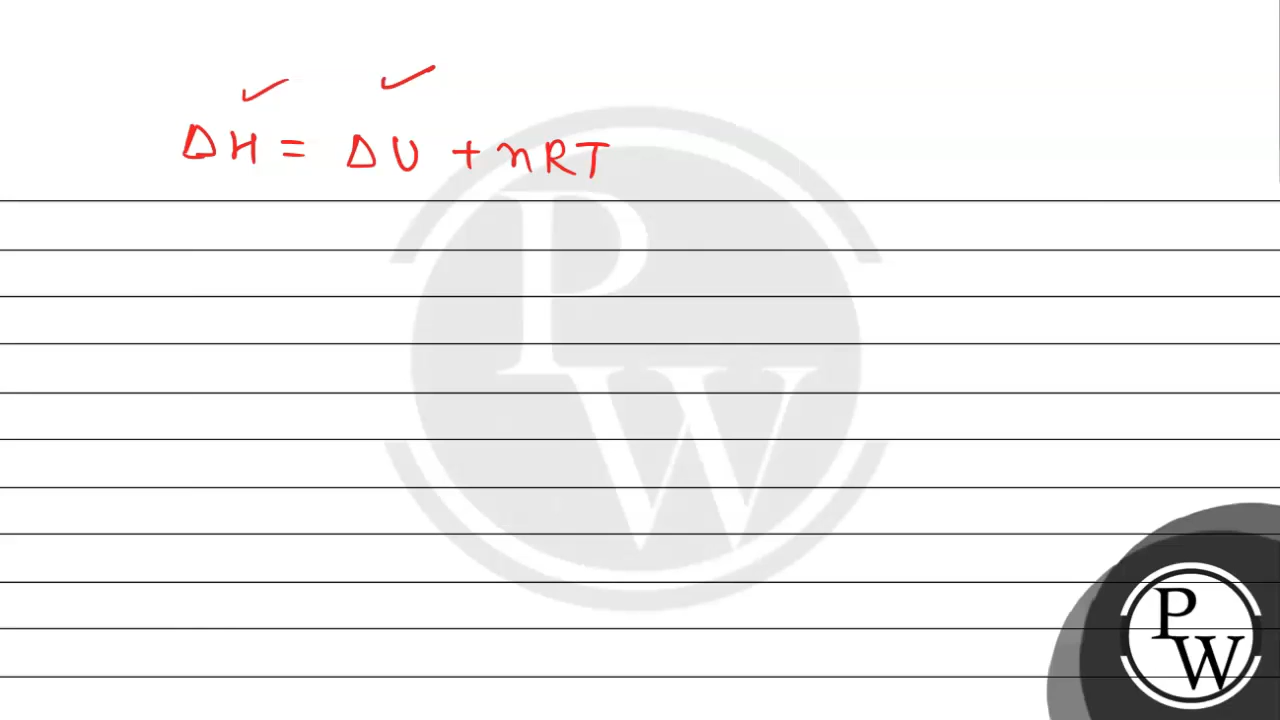 ΔH = ΔU + nRT
P
W
P
W